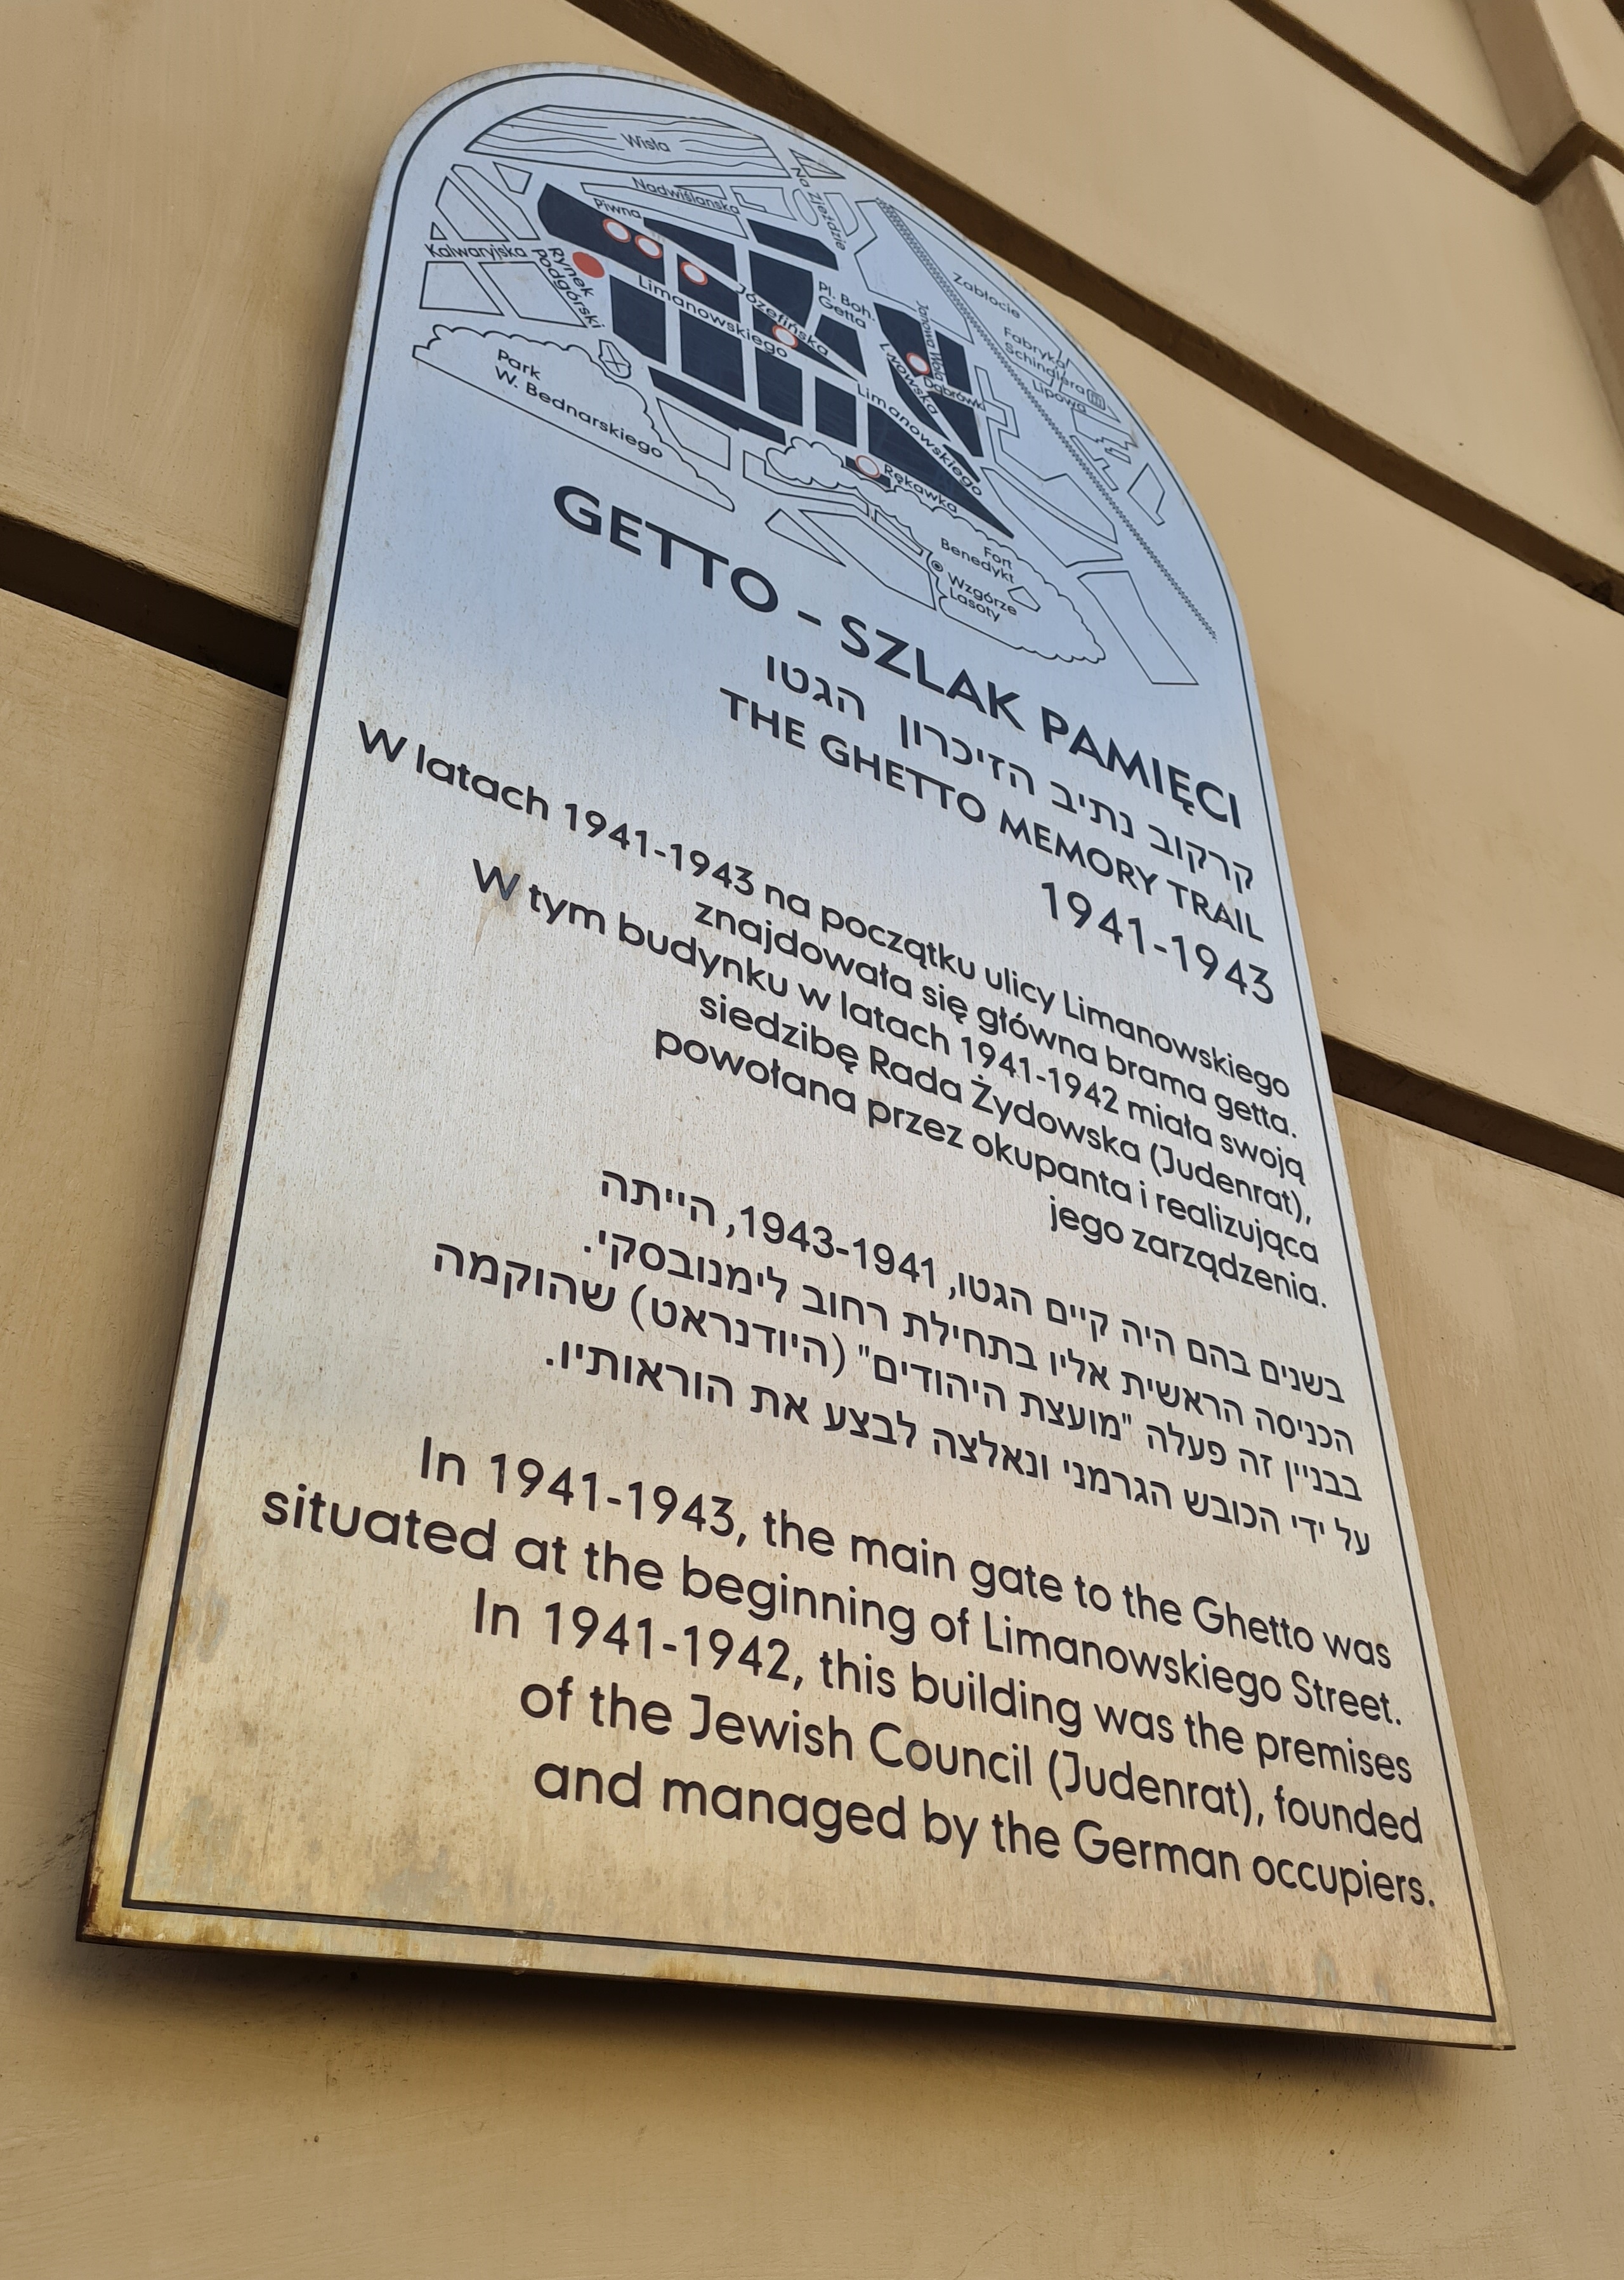 Wisła
Nadwiślańska
Na Zjeździe
Piwna
Kalwaryjska
Rynek
Podgórski
Limanowskiego
Józefińska
Pl. Boh.
Getta
Janowa Wola
Lwowska
Dąbrówki
Zabłocie
Fabryka
Schindlera
Lipowa
Park
W. Bednarskiego
Limanowskiego
Rękawka
Fort
Benedykt
Wzgórze
Lasoty
GETTO - SZLAK PAMIĘCI
קרקוב נתיב הזיכרון הגטו
THE GHETTO MEMORY TRAIL
1941-1943
W latach 1941-1943 na początku ulicy Limanowskiego
znajdowała się główna brama getta.
W tym budynku w latach 1941-1942 miała swoją
siedzibę Rada Żydowska (Judenrat),
powołana przez okupanta i realizująca
jego zarządzenia.
בשנים בהם היה קיים הגטו, 1943-1941, הייתה
הכניסה הראשית אליו בתחילת רחוב לימנובסקי.
בבניין זה פעלה "מועצת היהודים" (היודנראט) שהוקמה
על ידי הכובש הגרמני ונאלצה לבצע את הוראותיו.
In 1941-1943, the main gate to the Ghetto was
situated at the beginning of Limanowskiego Street.
In 1941-1942, this building was the premises
of the Jewish Council (Judenrat), founded
and managed by the German occupiers.